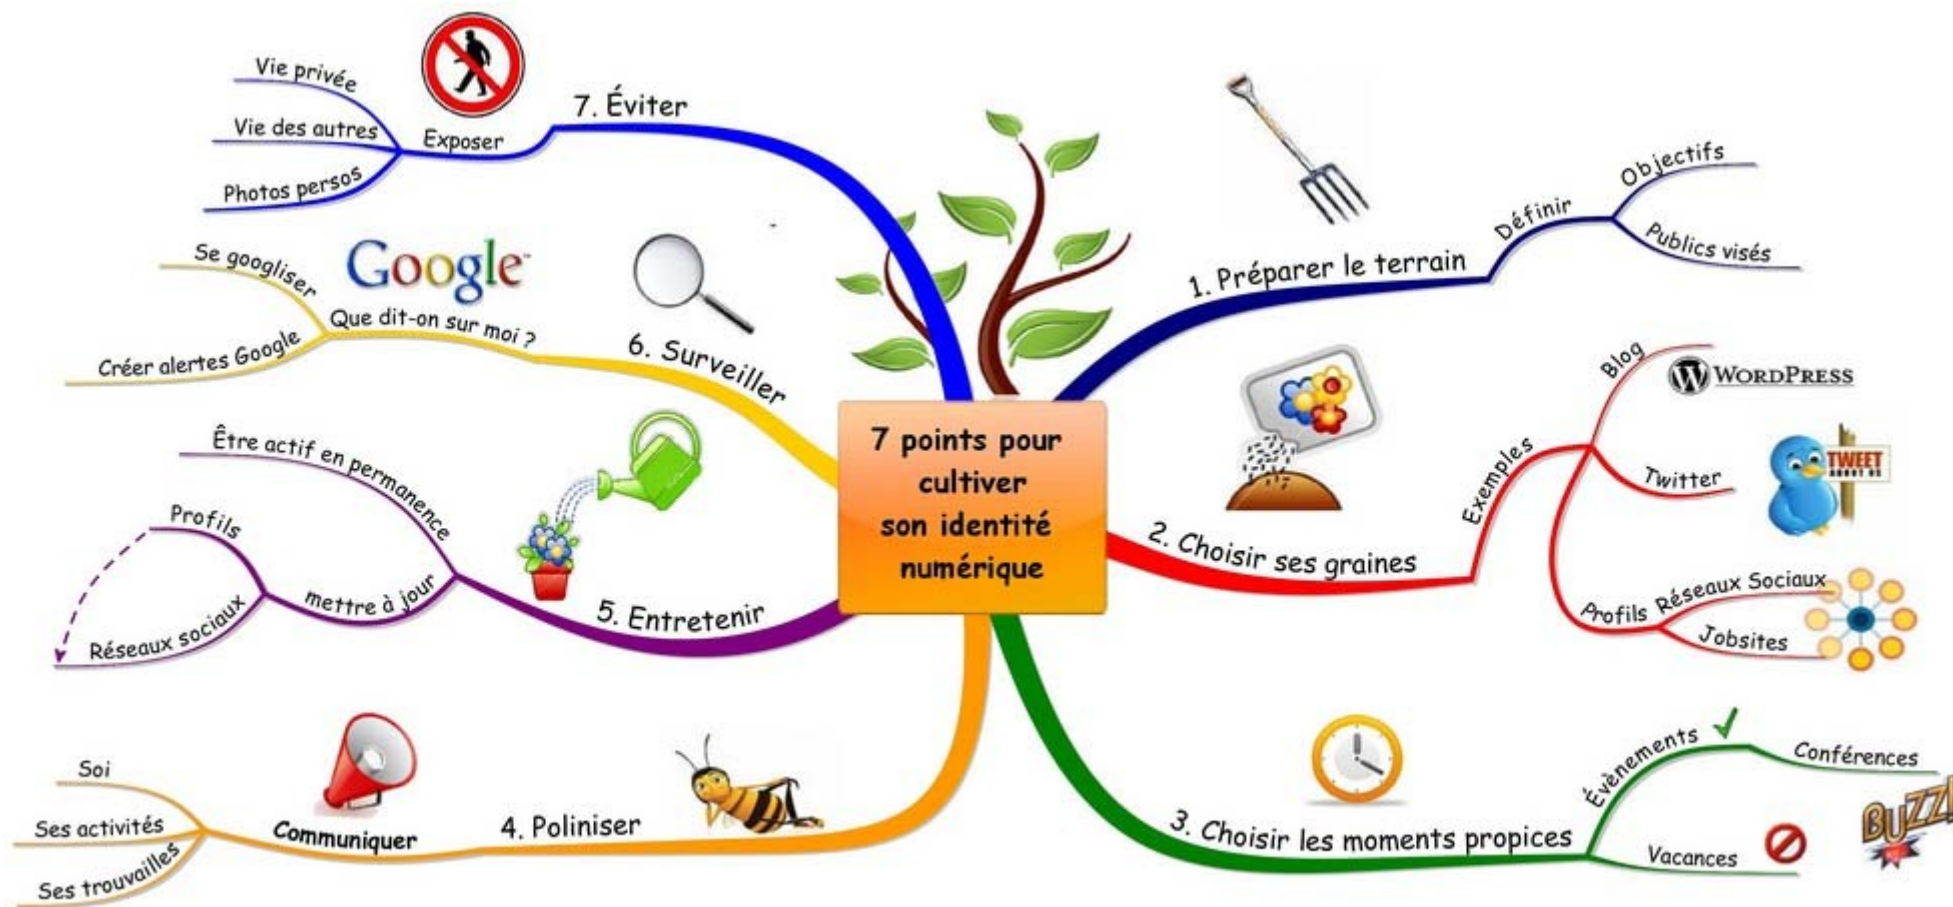 7 points pour
cultiver
son identité
numérique
1. Préparer le terrain
Définir
Objectifs
Publics visés
2. Choisir ses graines
Exemples
Blog
WORDPRESS
Twitter
TWEET
ABOUT US
Profils
Réseaux Sociaux
Jobsites
3. Choisir les moments propices
Évènements
Conférences
Vacances
BUZZ
4. Poliniser
Communiquer
Soi
Ses activités
Ses trouvailles
5. Entretenir
Être actif en permanence
mettre à jour
Profils
Réseaux sociaux
6. Surveiller
Que dit-on sur moi ?
Google
Se googliser
Créer alertes Google
7. Éviter
Exposer
Vie privée
Vie des autres
Photos persos